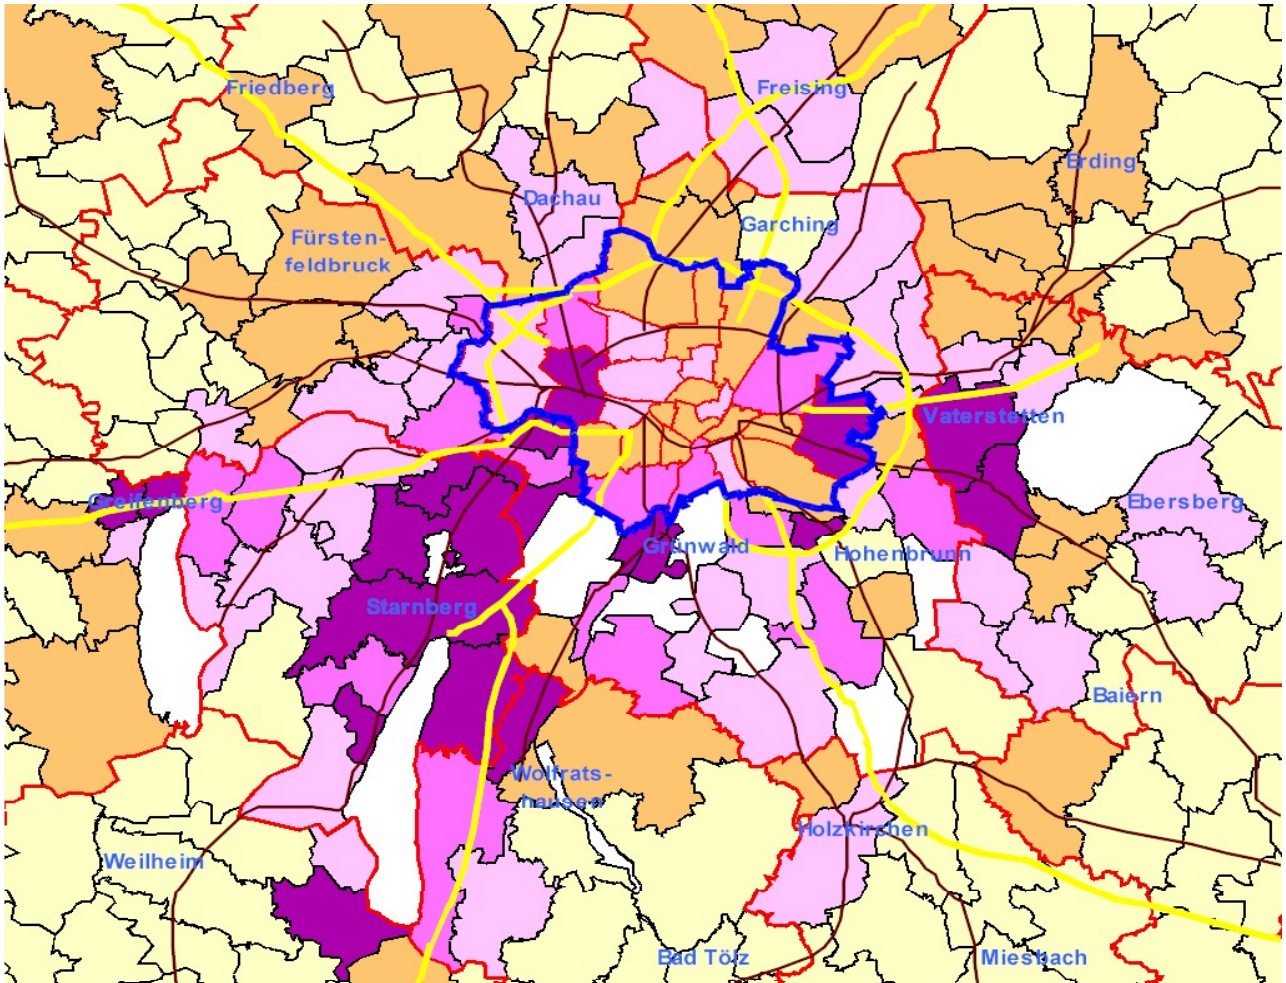 Friedberg
Freising
Erding
Dachau
Garching
Fürsten-
feldbruck
Vaterstetten
Greifenberg
Ebersberg
Grünwald
Hohenbrunn
Starnberg
Baiern
Wolfrats-
hausen
Holzkirchen
Weilheim
Bad Tölz
Miesbach